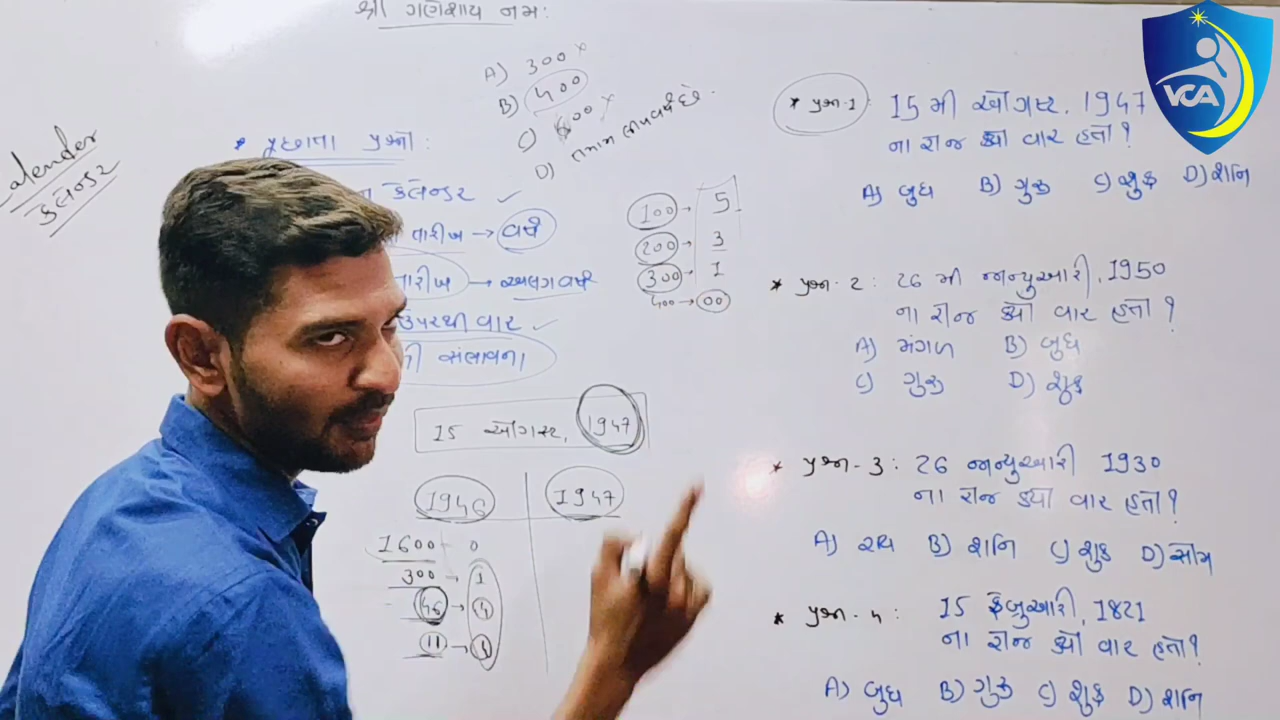 શ્રી ગણેશાય નમઃ
કેલેન્ડર
A) 300 ×
B) 400
D) તમામ લીપવર્ષ છે.
* પૂછાતા પ્રશ્નો :
કેલેન્ડર ✓
તારીખ → વર્ષ
તારીખ → અલગ વર્ષ
ઉપરથી વાર ✓
સંભાવના
100 → 5
200 → 3
300 → 1
400 → 00
15 ઓગસ્ટ, 1947
1946 1947
1600 0
300 → 1
46 → 4
11 →
* પ્રશ્ન-1 : 15 મી ઓગસ્ટ, 1947
ના રોજ ક્યો વાર હતો?
A) બુધ B) ગુરુ C) શુક્ર D) શનિ
* પ્રશ્ન-2 : 26 મી જાન્યુઆરી, 1950
ના રોજ ક્યો વાર હતો?
A) મંગળ B) બુધ
C) ગુરુ D) શુક્ર
* પ્રશ્ન-3 : 26 જાન્યુઆરી 1930
ના રોજ ક્યો વાર હતો?
A) રવિ B) શનિ C) શુક્ર D) સોમ
* પ્રશ્ન-4 : 15 ફેબ્રુઆરી, 1821
ના રોજ ક્યો વાર હતો?
A) બુધ B) ગુરુ C) શુક્ર D) શનિ
VCA